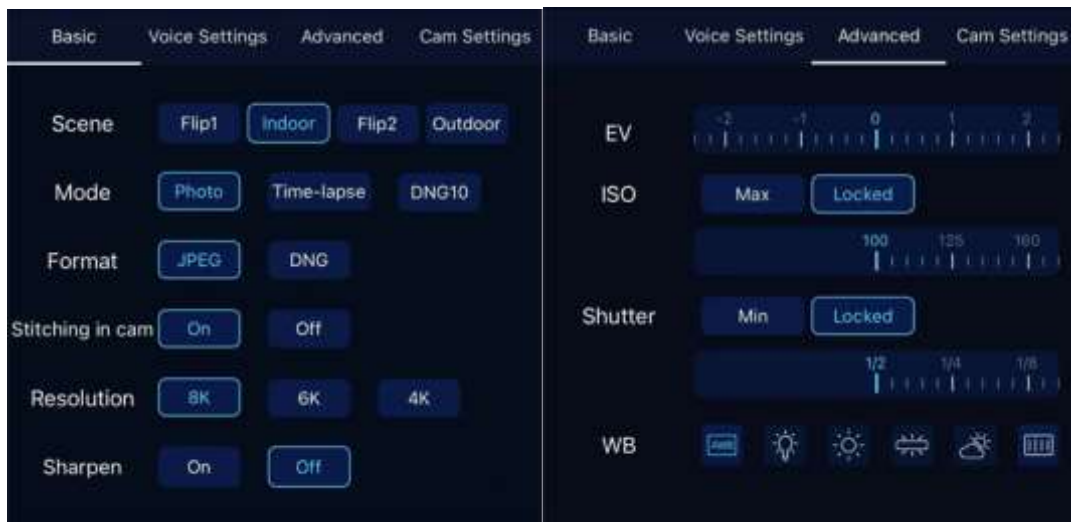 Basic Voice Settings Advanced Cam Settings
Scene Flip1 Indoor Flip2 Outdoor
Mode Photo Time-lapse DNG10
Format JPEG DNG
Stitching in cam On Off
Resolution 8K 6K 4K
Sharpen On Off
Basic Voice Settings Advanced Cam Settings
EV -2 -1 0 1 2
ISO Max Locked
100 125 160
Shutter Min Locked
1/2 1/4 1/8
WB AWB